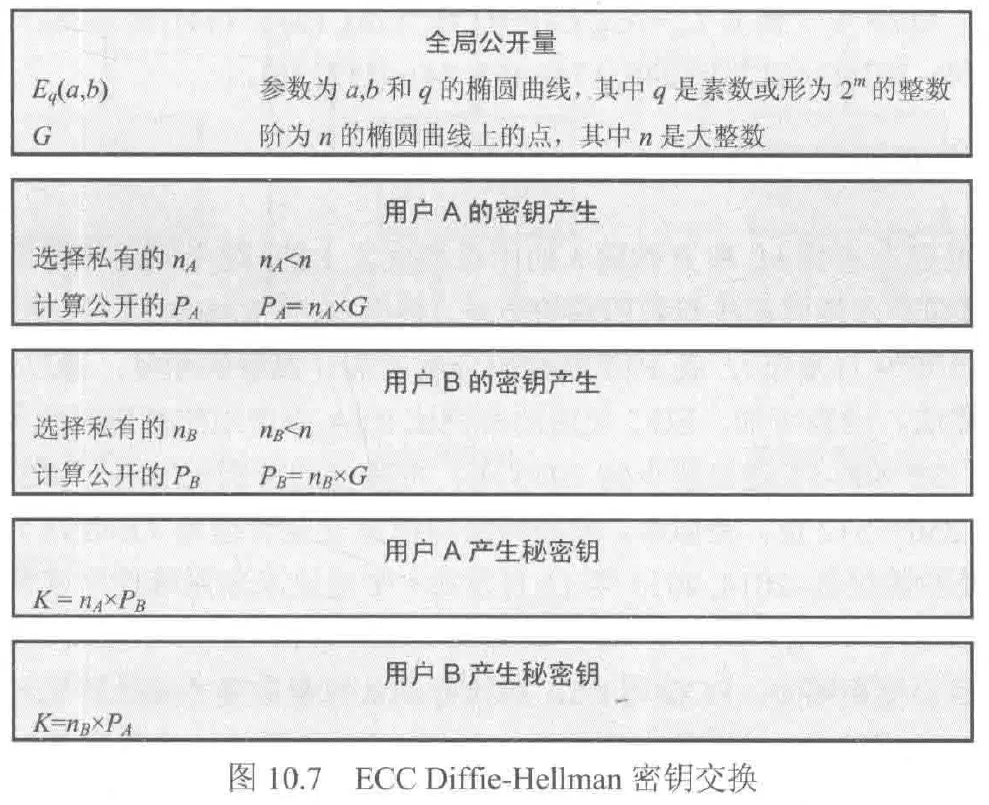 全局公开量
E_q(a,b) 参数为 a,b 和 q 的椭圆曲线，其中 q 是素数或形为 2^m 的整数
G 阶为 n 的椭圆曲线上的点，其中 n 是大整数
用户 A 的密钥产生
选择私有的 n_A n_A<n
计算公开的 P_A P_A= n_A×G
用户 B 的密钥产生
选择私有的 n_B n_B<n
计算公开的 P_B P_B= n_B×G
用户 A 产生秘密钥
K = n_A×P_B
用户 B 产生秘密钥
K=n_B×P_A
图 10.7 ECC Diffie-Hellman 密钥交换